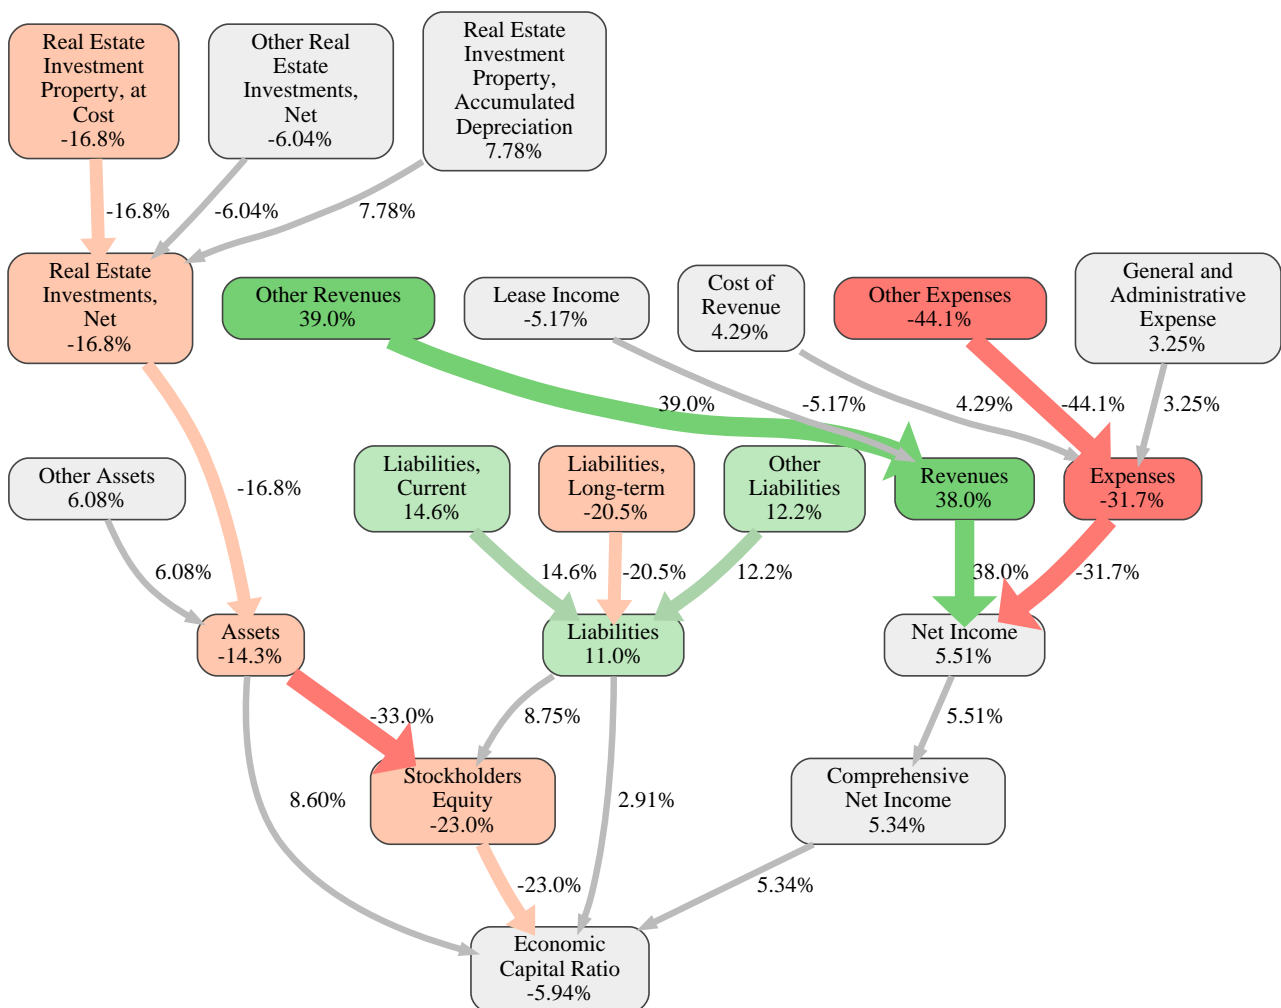 Real Estate
Investment
Property, at
Cost
-16.8%
Other Real
Estate
Investments,
Net
-6.04%
Real Estate
Investment
Property,
Accumulated
Depreciation
7.78%
-16.8%
-6.04%
7.78%
Real Estate
Investments,
Net
-16.8%
Other Revenues
39.0%
Lease Income
-5.17%
Cost of
Revenue
4.29%
Other Expenses
-44.1%
General and
Administrative
Expense
3.25%
39.0%
-5.17%
4.29%
-44.1%
3.25%
-16.8%
Other Assets
6.08%
Liabilities,
Current
14.6%
Liabilities,
Long-term
-20.5%
Other
Liabilities
12.2%
Revenues
38.0%
Expenses
-31.7%
6.08%
14.6%
-20.5%
12.2%
38.0%
-31.7%
Assets
-14.3%
Liabilities
11.0%
Net Income
5.51%
-33.0%
8.75%
5.51%
8.60%
Stockholders
Equity
-23.0%
2.91%
Comprehensive
Net Income
5.34%
-23.0%
5.34%
Economic
Capital Ratio
-5.94%